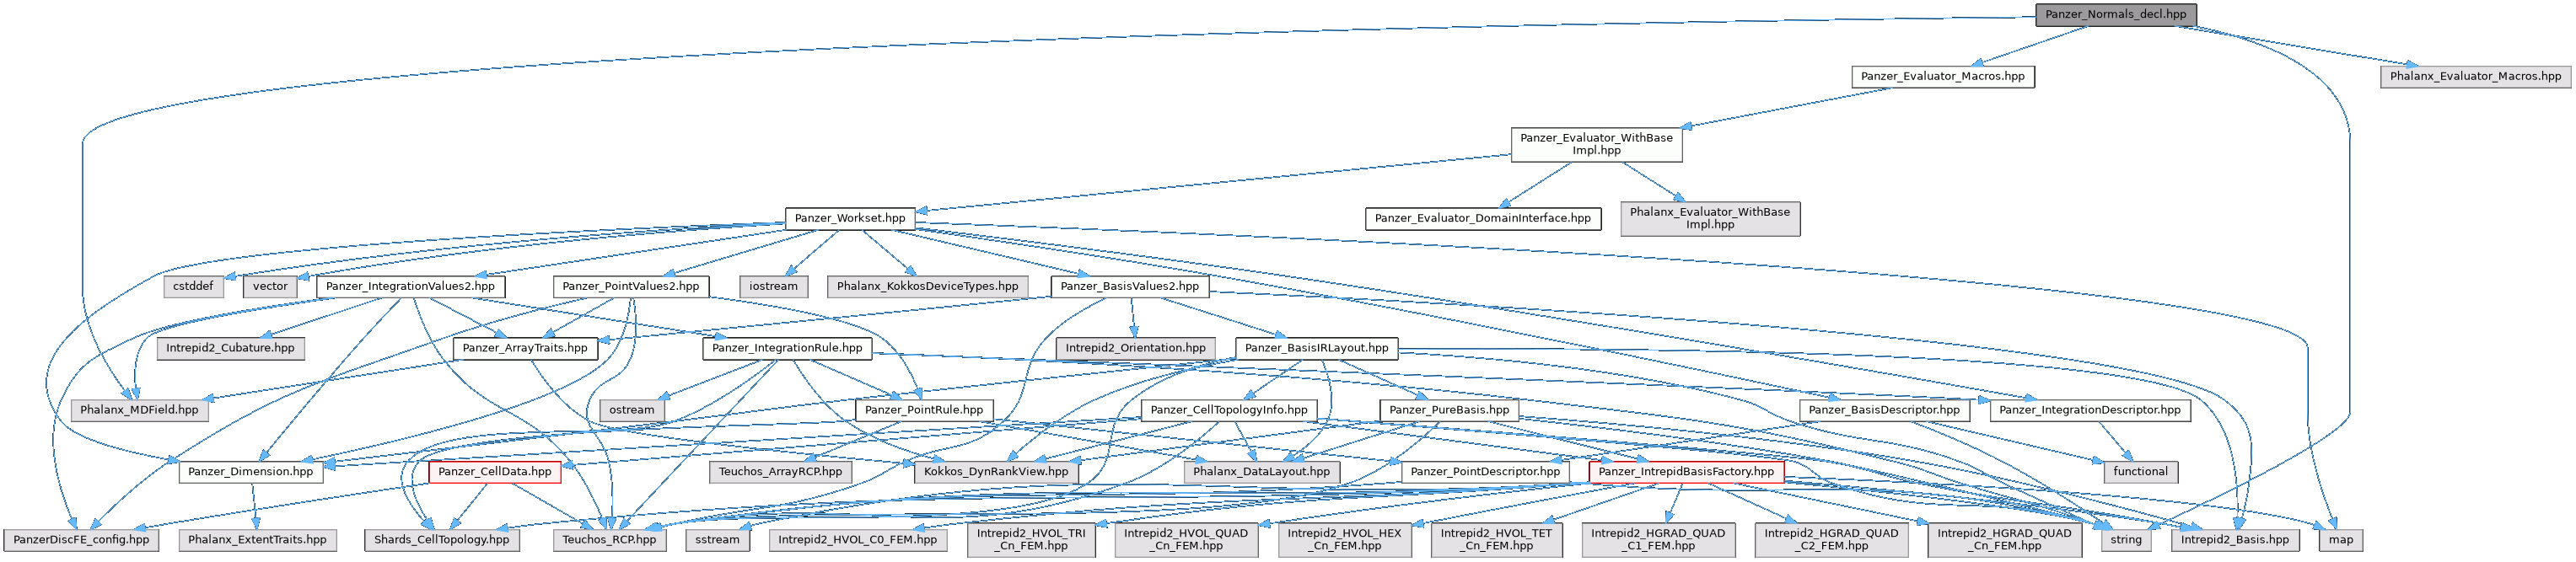 Panzer_Normals_decl.hpp
Panzer_Evaluator_Macros.hpp
Phalanx_Evaluator_Macros.hpp
Panzer_Evaluator_WithBase
Impl.hpp
Panzer_Workset.hpp
Panzer_Evaluator_DomainInterface.hpp
Phalanx_Evaluator_WithBase
Impl.hpp
cstddef
vector
Panzer_IntegrationValues2.hpp
Panzer_PointValues2.hpp
iostream
Phalanx_KokkosDeviceTypes.hpp
Panzer_BasisValues2.hpp
Intrepid2_Cubature.hpp
Panzer_ArrayTraits.hpp
Panzer_IntegrationRule.hpp
Intrepid2_Orientation.hpp
Panzer_BasisIRLayout.hpp
Phalanx_MDField.hpp
ostream
Panzer_PointRule.hpp
Panzer_CellTopologyInfo.hpp
Panzer_PureBasis.hpp
Panzer_BasisDescriptor.hpp
Panzer_IntegrationDescriptor.hpp
Panzer_Dimension.hpp
Panzer_CellData.hpp
Teuchos_ArrayRCP.hpp
Kokkos_DynRankView.hpp
Phalanx_DataLayout.hpp
Panzer_PointDescriptor.hpp
Panzer_IntrepidBasisFactory.hpp
functional
PanzerDiscFE_config.hpp
Phalanx_ExtentTraits.hpp
Shards_CellTopology.hpp
Teuchos_RCP.hpp
sstream
Intrepid2_HVOL_C0_FEM.hpp
Intrepid2_HVOL_TRI
_Cn_FEM.hpp
Intrepid2_HVOL_QUAD
_Cn_FEM.hpp
Intrepid2_HVOL_HEX
_Cn_FEM.hpp
Intrepid2_HVOL_TET
_Cn_FEM.hpp
Intrepid2_HGRAD_QUAD
_C1_FEM.hpp
Intrepid2_HGRAD_QUAD
_C2_FEM.hpp
Intrepid2_HGRAD_QUAD
_Cn_FEM.hpp
string
Intrepid2_Basis.hpp
map